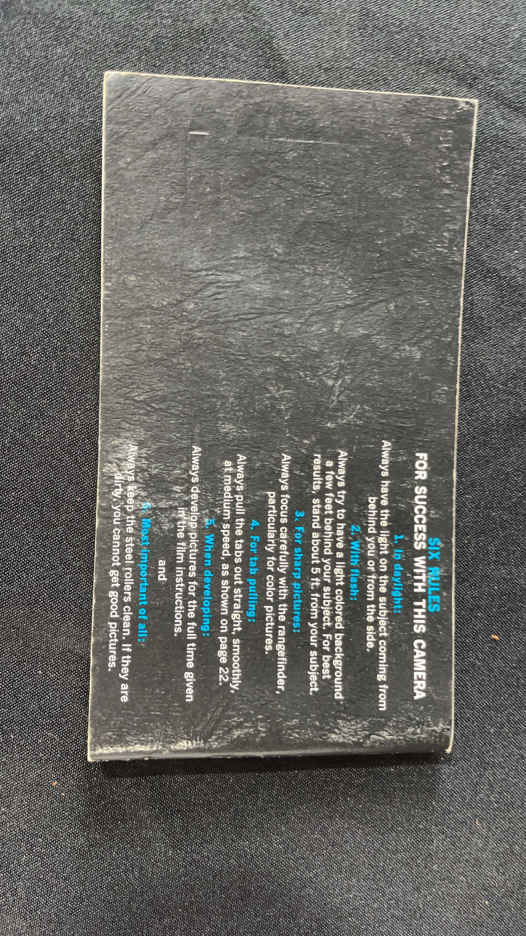 SIX RULES
FOR SUCCESS WITH THIS CAMERA
1. In daylight:
Always have the light on the subject coming from
behind you or from the side.
2. With flash:
Always try to have a light colored background
a few feet behind your subject. For best
results, stand about 5 ft. from your subject.
3. For sharp pictures:
Always focus carefully with the rangefinder,
particularly for color pictures.
4. For tab pulling:
Always pull the tabs out straight, smoothly,
at medium speed, as shown on page 22.
5. When developing:
Always develop pictures for the full time given
in the film instructions.
and
6. Most important of all:
Always keep the steel rollers clean. If they are
dirty, you cannot get good pictures.